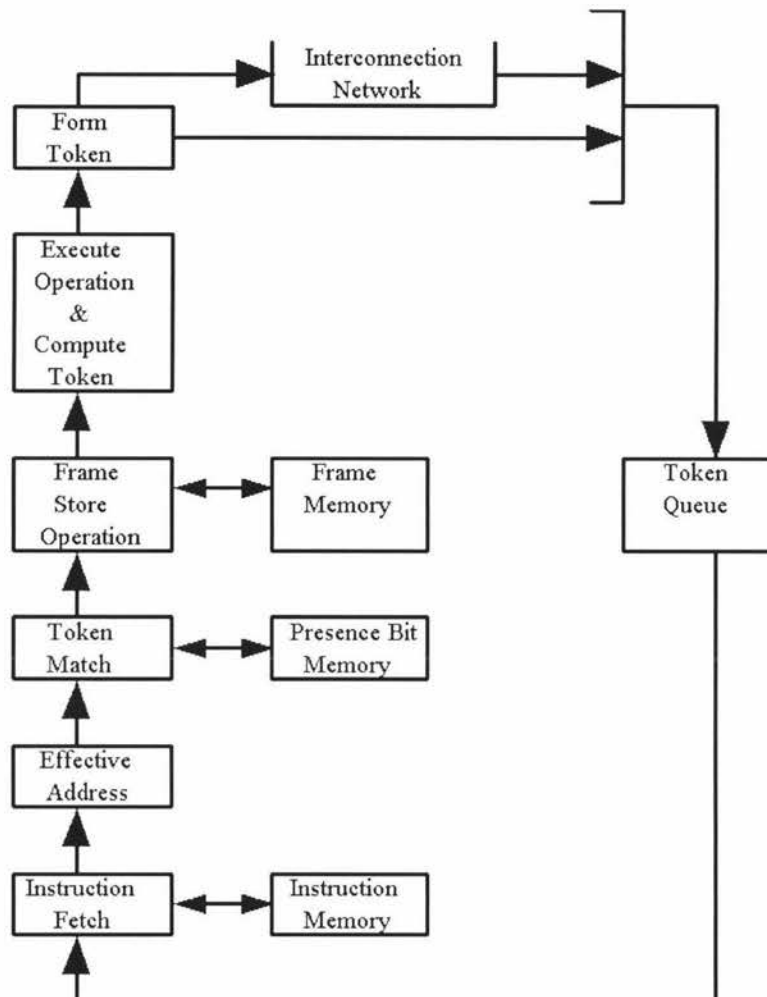 Interconnection
Network
Form
Token
Execute
Operation
&
Compute
Token
Frame
Store
Operation
Frame
Memory
Token
Queue
Token
Match
Presence Bit
Memory
Effective
Address
Instruction
Fetch
Instruction
Memory